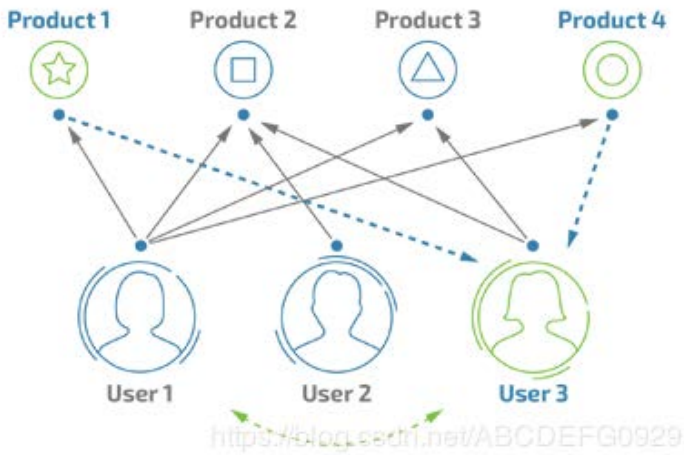 Product 1
Product 2
Product 3
Product 4
User 1
User 2
User 3
https://blog.csdn.net/ABCDEFG0929